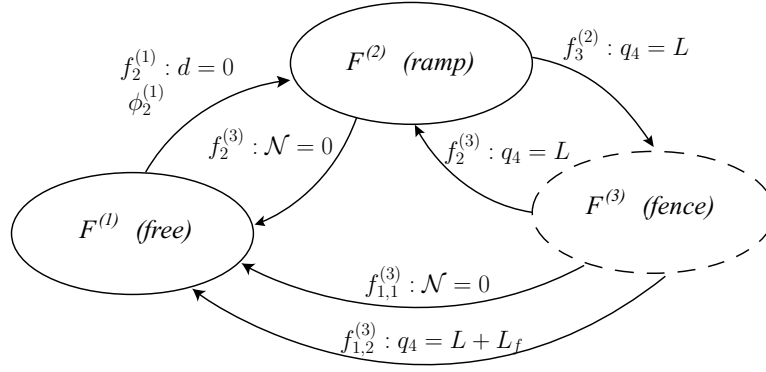 F^{(2)} (ramp)
f_2^{(1)} : d = 0
ϕ_2^{(1)}
f_3^{(2)} : q_4 = L
f_2^{(3)} : 𝒩 = 0
f_2^{(3)} : q_4 = L
F^{(1)} (free)
F^{(3)} (fence)
f_{1,1}^{(3)} : 𝒩 = 0
f_{1,2}^{(3)} : q_4 = L + L_f